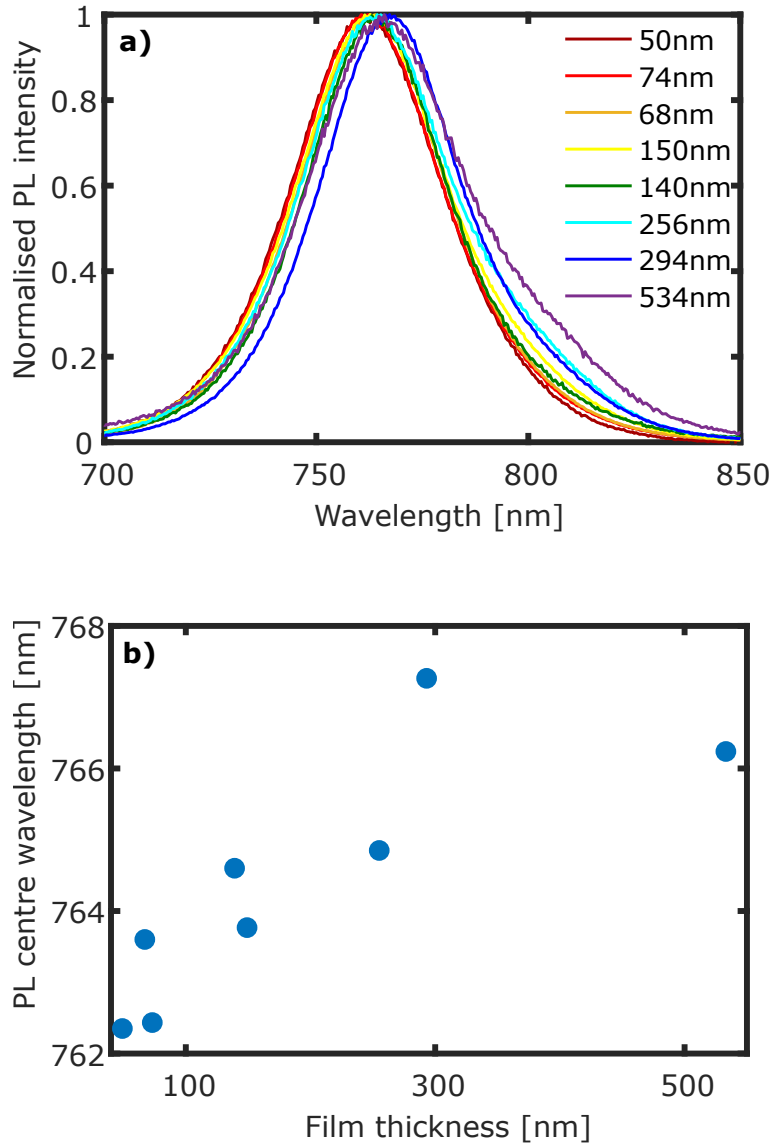 a)
Normalised PL intensity
1
0.8
0.6
0.4
0.2
0
50nm
74nm
68nm
150nm
140nm
256nm
294nm
534nm
700
750
800
850
Wavelength [nm]
b)
PL centre wavelength [nm]
768
766
764
762
100
300
500
Film thickness [nm]